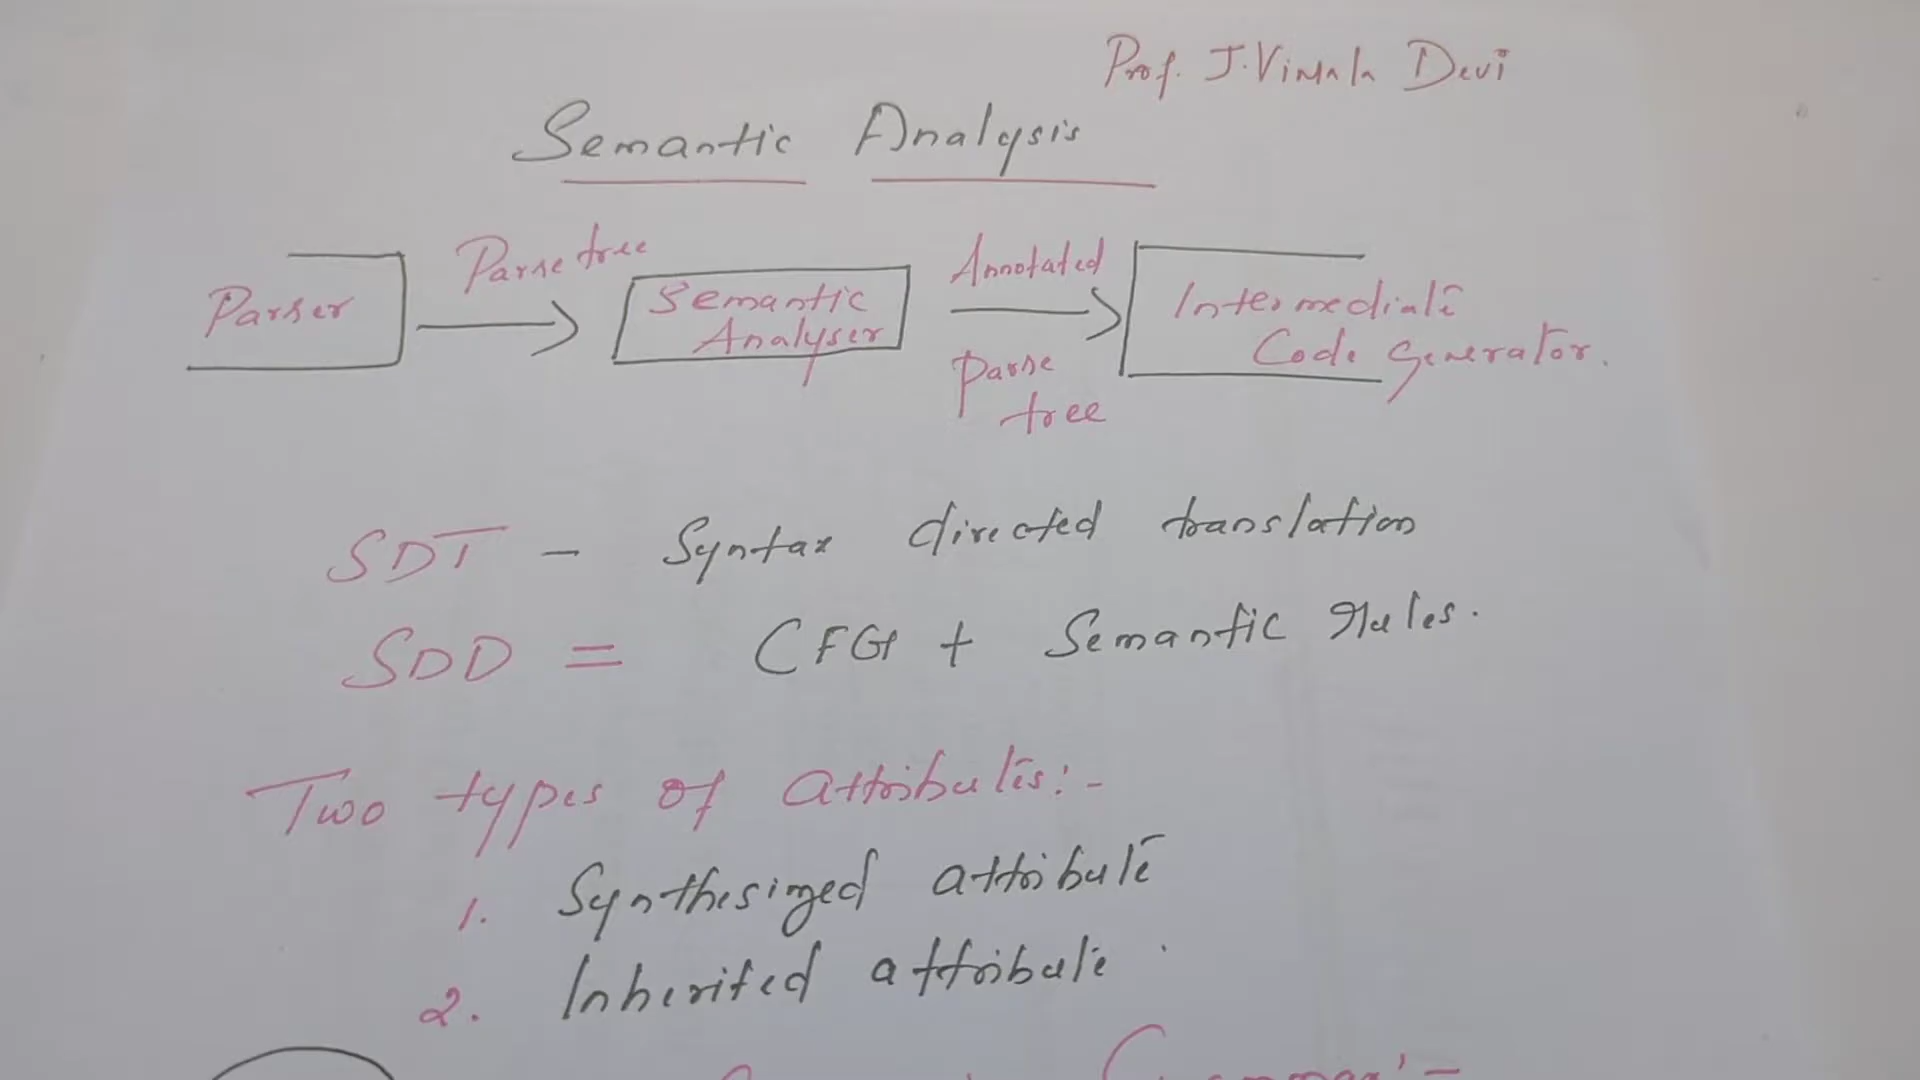 Prof. J. Vimala Devi
Semantic Analysis
Parser
Parse tree
Semantic
Analyser
Annotated
Parse
tree
Intermediate
Code Generator.
SDT - Syntax directed translation
SDD = CFG + Semantic rules.
Two types of attributes:-
1. Synthesized attribute
2. Inherited attribute